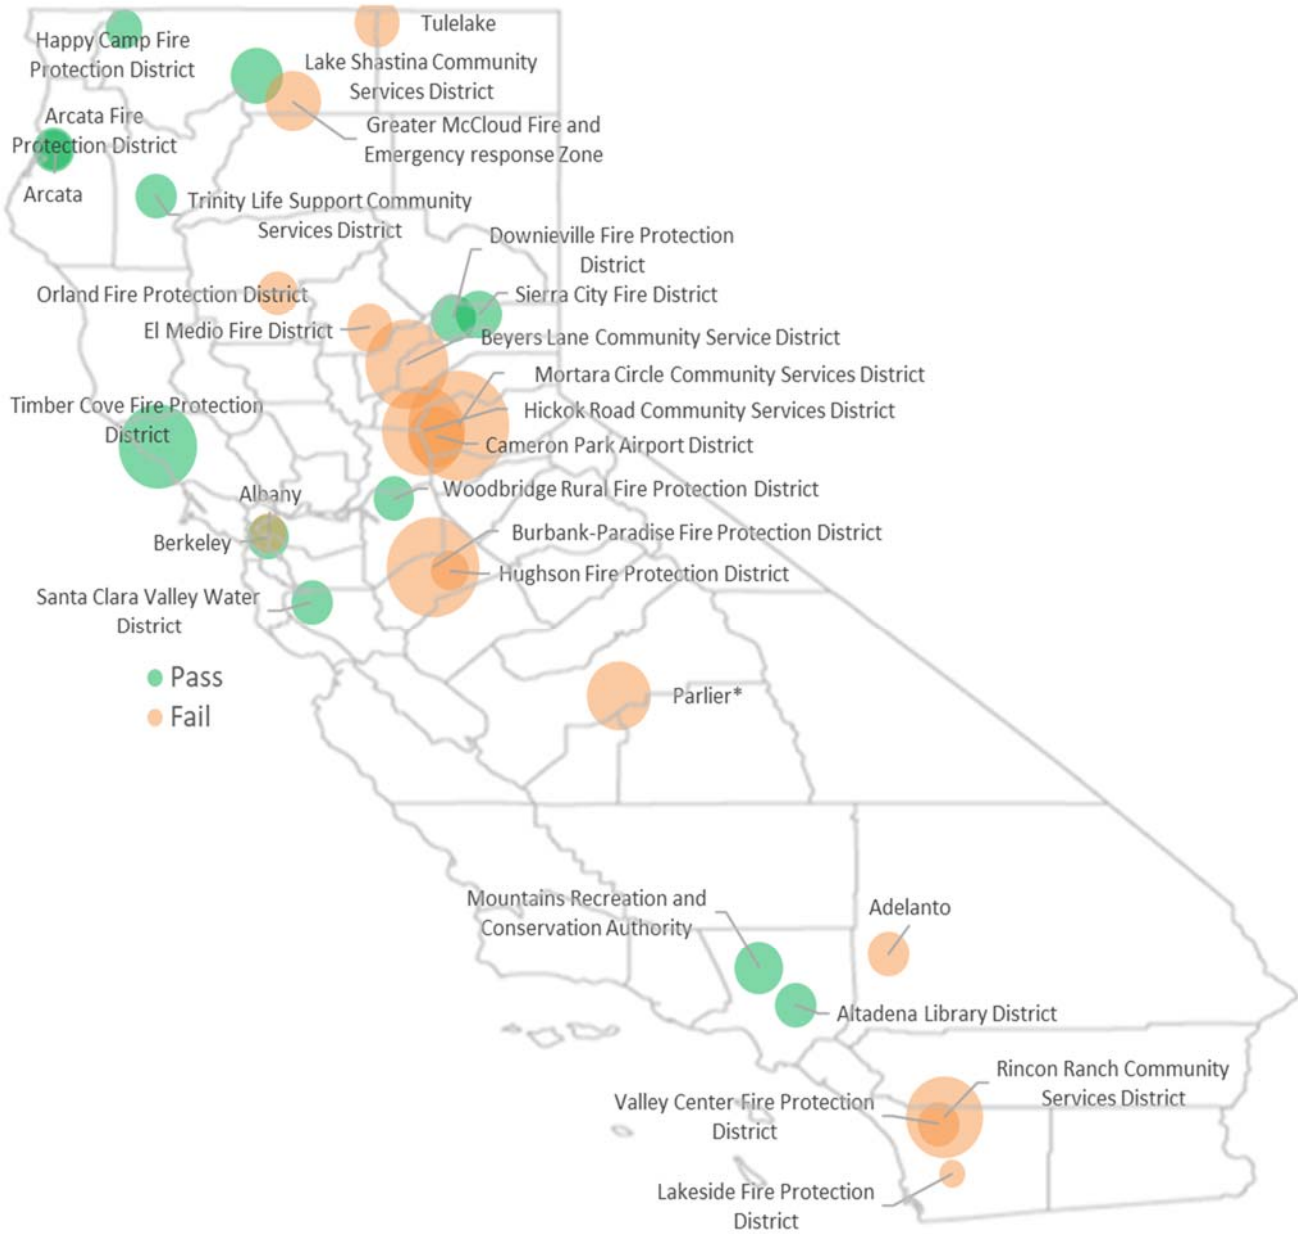 Tulelake
Happy Camp Fire
Protection District
Lake Shastina Community
Services District
Arcata Fire
Protection District
Greater McCloud Fire and
Emergency response Zone
Arcata
Trinity Life Support Community
Services District
Downieville Fire Protection
District
Orland Fire Protection District
Sierra City Fire District
El Medio Fire District
Beyers Lane Community Service District
Mortara Circle Community Services District
Timber Cove Fire Protection
District
Hickok Road Community Services District
Cameron Park Airport District
Albany
Woodbridge Rural Fire Protection District
Berkeley
Burbank-Paradise Fire Protection District
Hughson Fire Protection District
Santa Clara Valley Water
District
Pass
Fail
Parlier*
Mountains Recreation and
Conservation Authority
Adelanto
Altadena Library District
Rincon Ranch Community
Services District
Valley Center Fire Protection
District
Lakeside Fire Protection
District